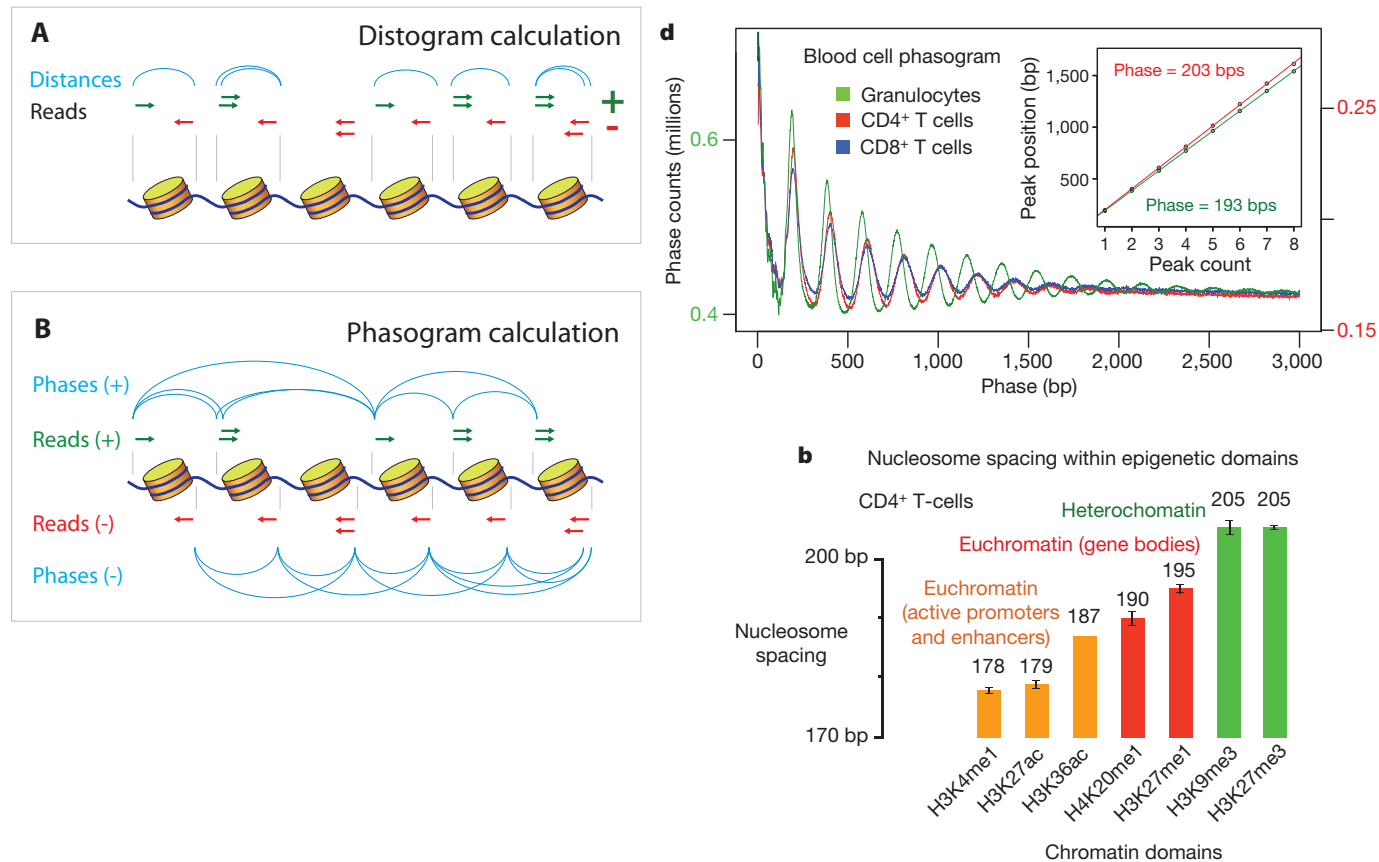 A
Distogram calculation
Distances
Reads
+
-
B
Phasogram calculation
Phases (+)
Reads (+)
Reads (-)
Phases (-)
d
Blood cell phasogram
Granulocytes
CD4+ T cells
CD8+ T cells
Phase counts (millions)
0.6
0.4
0.25
0.15
0
500
1,000
1,500
2,000
2,500
3,000
Phase (bp)
Peak position (bp)
1,500
1,000
500
Phase = 203 bps
Phase = 193 bps
1 2 3 4 5 6 7 8
Peak count
b
Nucleosome spacing within epigenetic domains
CD4+ T-cells
Heterochomatin
Euchromatin (gene bodies)
Euchromatin
(active promoters
and enhancers)
200 bp
Nucleosome
spacing
170 bp
178
179
187
190
195
205
205
H3K4me1
H3K27ac
H3K36ac
H4K20me1
H3K27me1
H3K9me3
H3K27me3
Chromatin domains